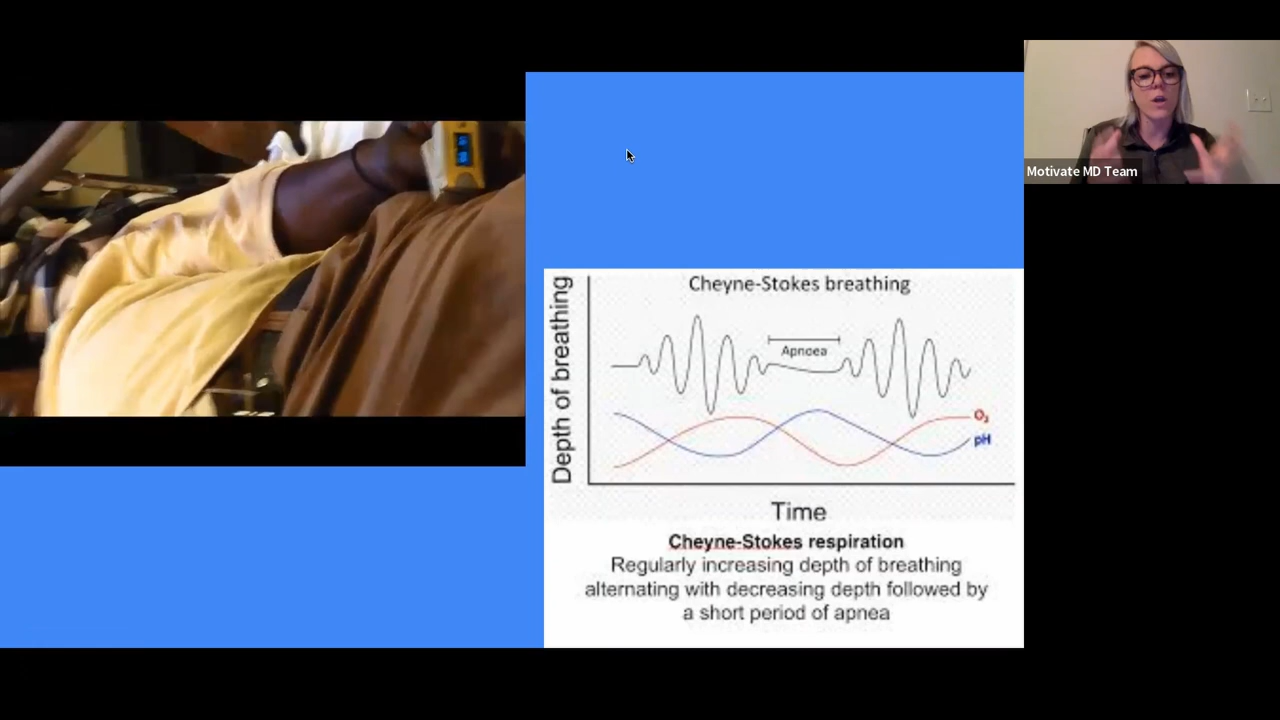 Motivate MD Team
Cheyne-Stokes breathing
Depth of breathing
Apnoea
O₂
pH
Time
Cheyne-Stokes respiration
Regularly increasing depth of breathing
alternating with decreasing depth followed by
a short period of apnea